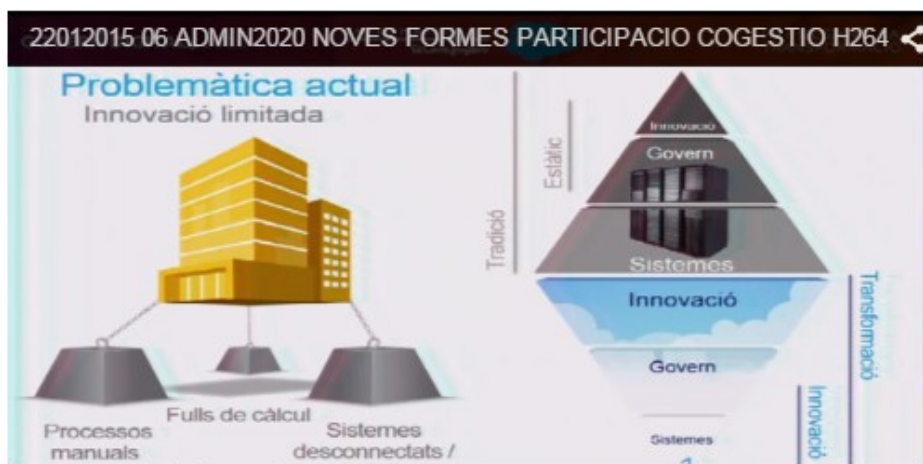 22012015 06 ADMIN2020 NOVES FORMES PARTICIPACIO COGESTIO H264
Problemàtica actual
Innovació limitada
Processos
manuals
Fulls de càlcul
Sistemes
desconnectats /
Tradició
Estàtic
Innovació
Govern
Sistemes
Innovació
Govern
Sistemes
Transformació
Innovació